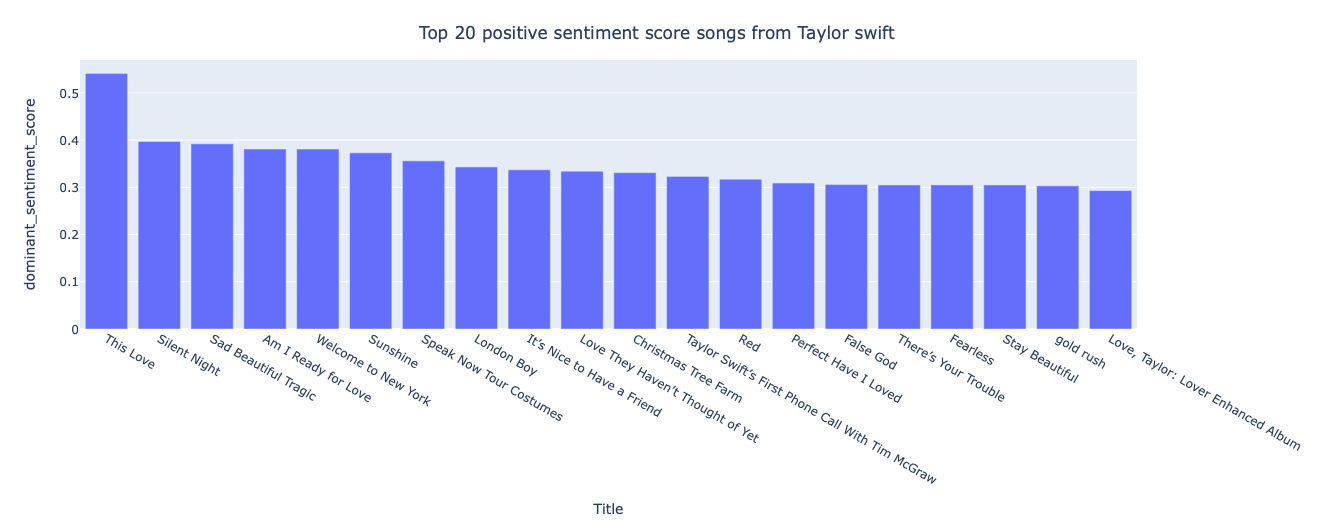 Top 20 positive sentiment score songs from Taylor swift
dominant_sentiment_score
0.5
0.4
0.3
0.2
0.1
0
This Love
Silent Night
Sad Beautiful Tragic
Am I Ready for Love
Welcome to New York
Sunshine
Speak Now Tour Costumes
London Boy
It’s Nice to Have a Friend
Love They Haven’t Thought of Yet
Christmas Tree Farm
Taylor Swift’s First Phone Call With Tim McGraw
Red
Perfect Have I Loved
False God
There’s Your Trouble
Fearless
Stay Beautiful
gold rush
Love, Taylor: Lover Enhanced Album
Title